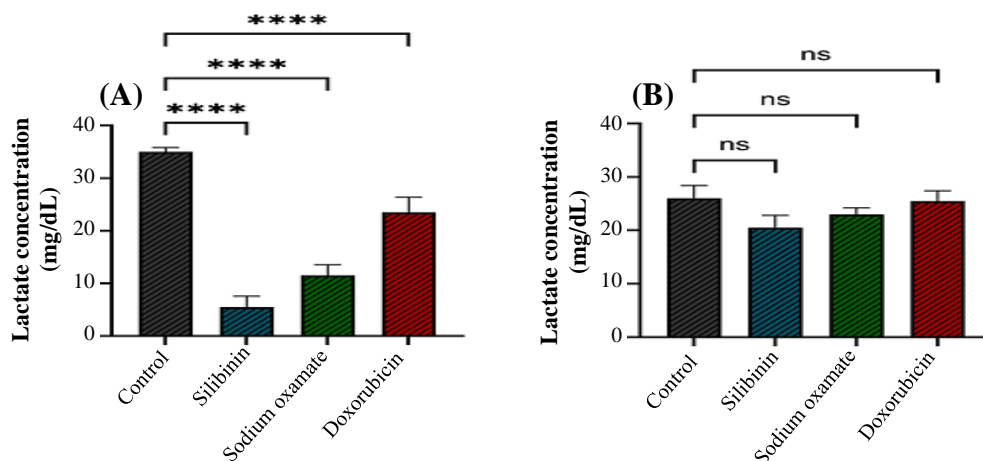 ****
****
(A)
****
Lactate concentration
(mg/dL)
40
30
20
10
0
Control
Silibinin
Sodium oxamate
Doxorubicin
ns
ns
(B)
ns
Lactate concentration
(mg/dL)
40
30
20
10
0
Control
Silibinin
Sodium oxamate
Doxorubicin